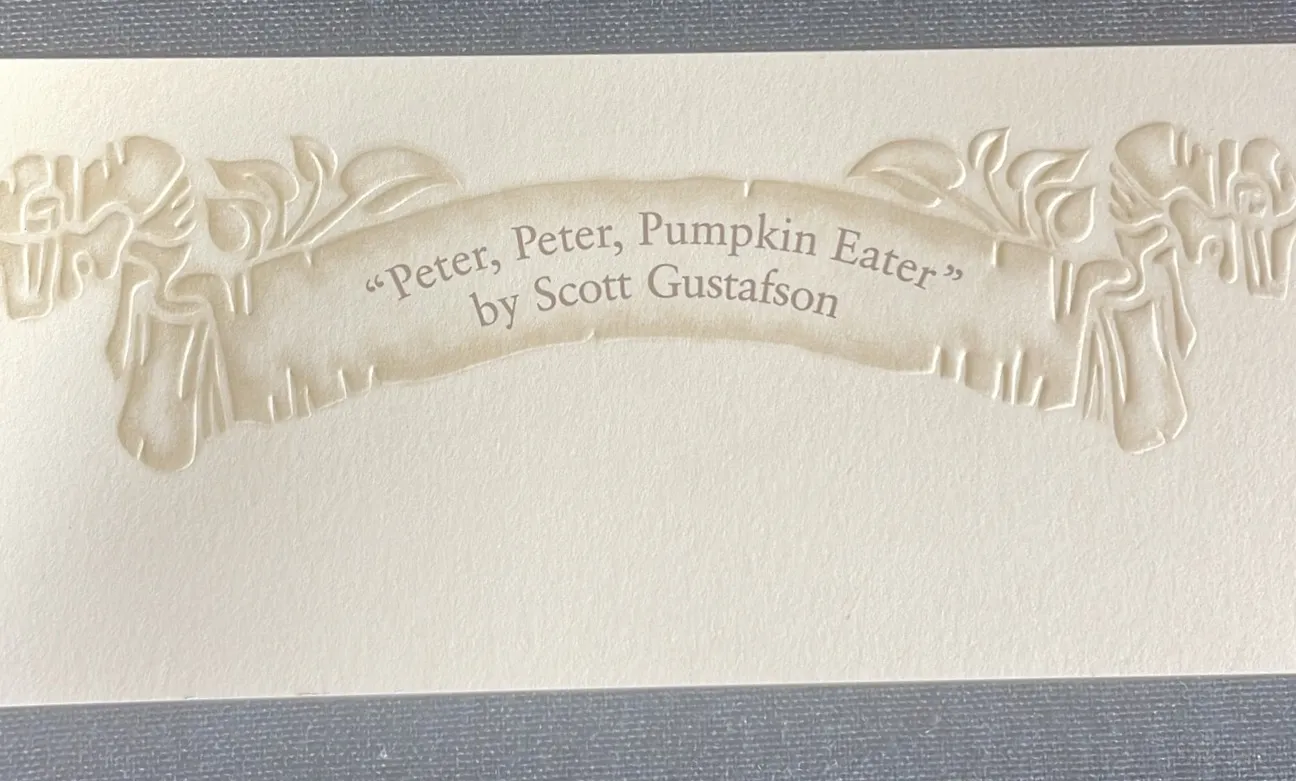 “Peter, Peter, Pumpkin Eater”
by Scott Gustafson